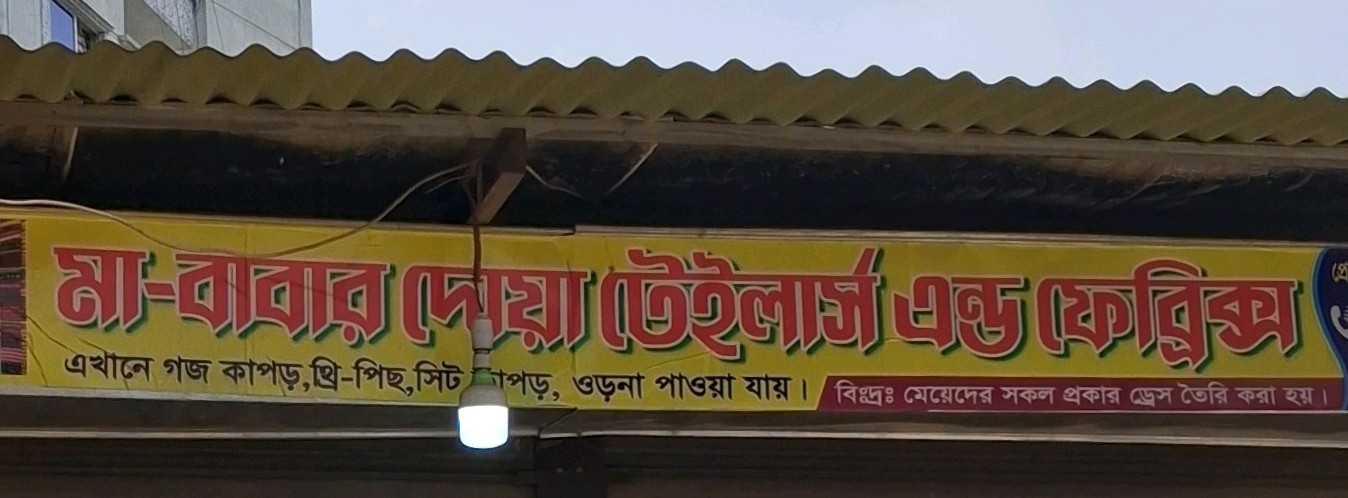 মা-বাবার দোয়া টেইলার্স এন্ড ফেব্রিক্স
এখানে গজ কাপড়,থ্রি-পিছ,সিট কাপড়, ওড়না পাওয়া যায়।
বিঃদ্রঃ মেয়েদের সকল প্রকার ড্রেস তৈরি করা হয়।